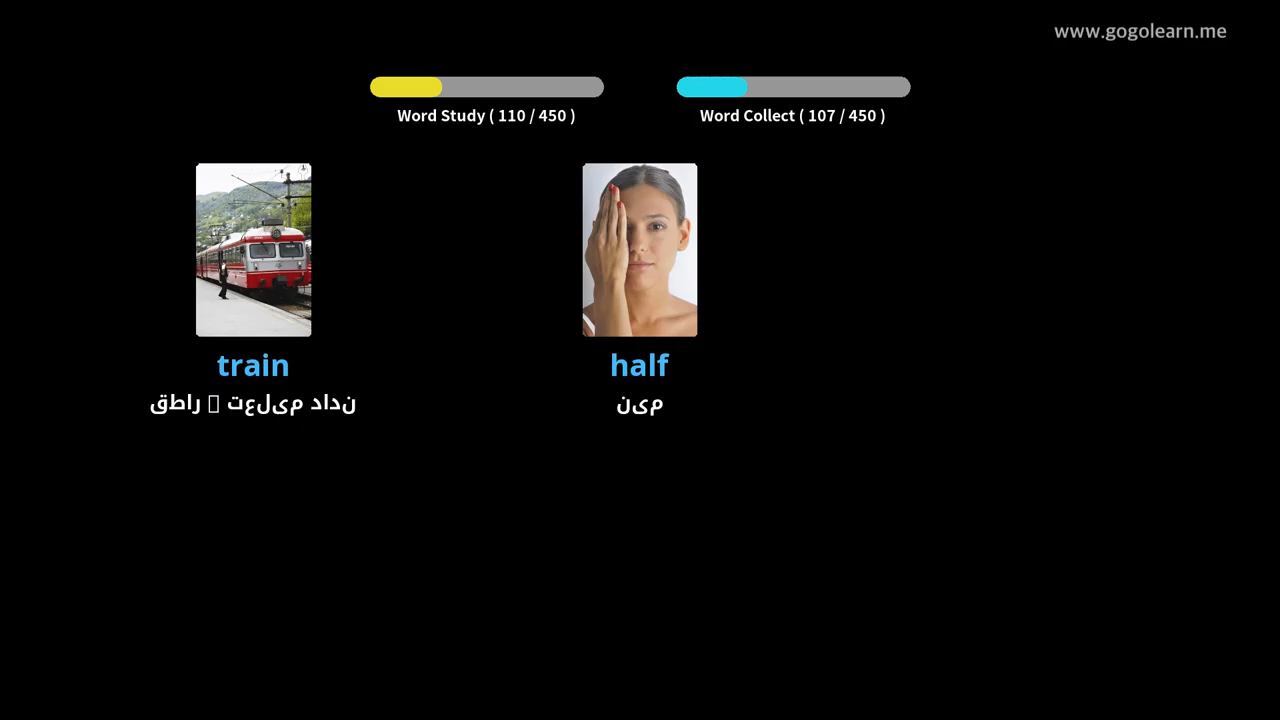 www.gogolearn.me
Word Study ( 110 / 450 )
Word Collect ( 107 / 450 )
train
قطار تعلیم دادن
half
نیم